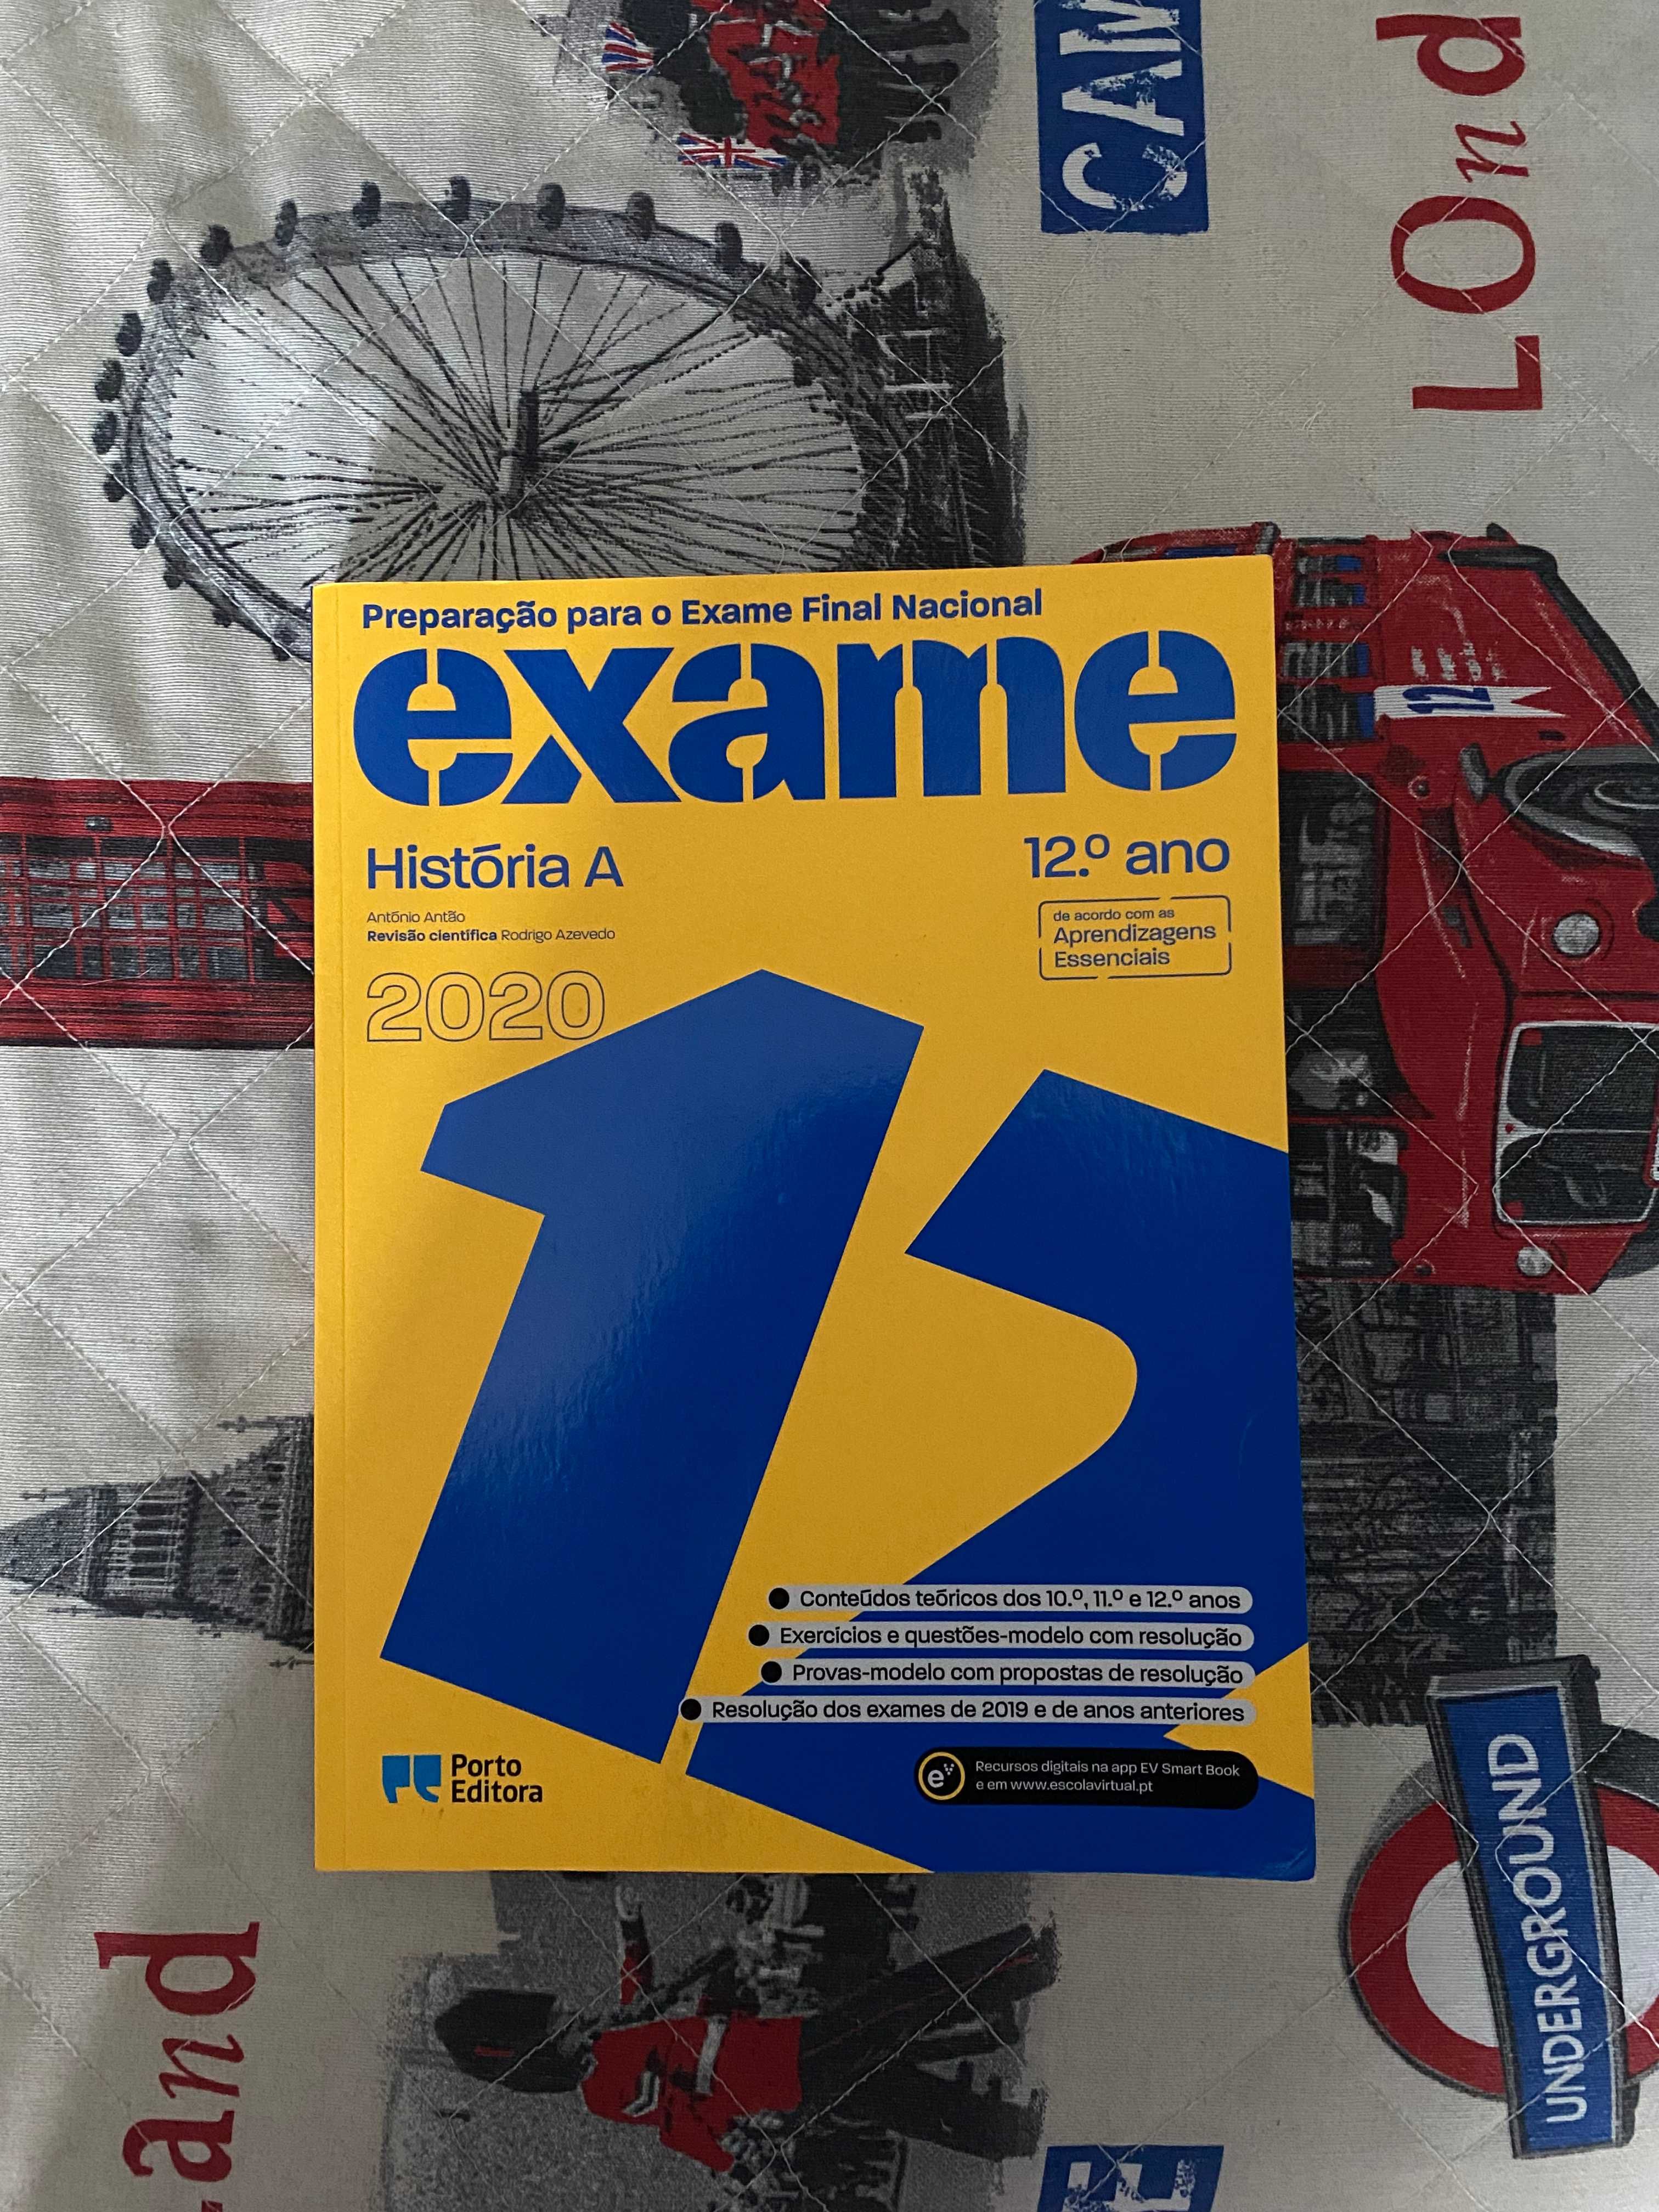 CAM
LOnd
12
Preparação para o Exame Final Nacional
exame
História A
12.º ano
António Antão
Revisão científica Rodrigo Azevedo
de acordo com as
Aprendizagens
Essenciais
2020
12
Conteúdos teóricos dos 10.º, 11.º e 12.º anos
Exercícios e questões-modelo com resolução
Provas-modelo com propostas de resolução
Resolução dos exames de 2019 e de anos anteriores
Porto
Editora
e
Recursos digitais na app EV Smart Book
e em www.escolavirtual.pt
UNDERGROUND
and